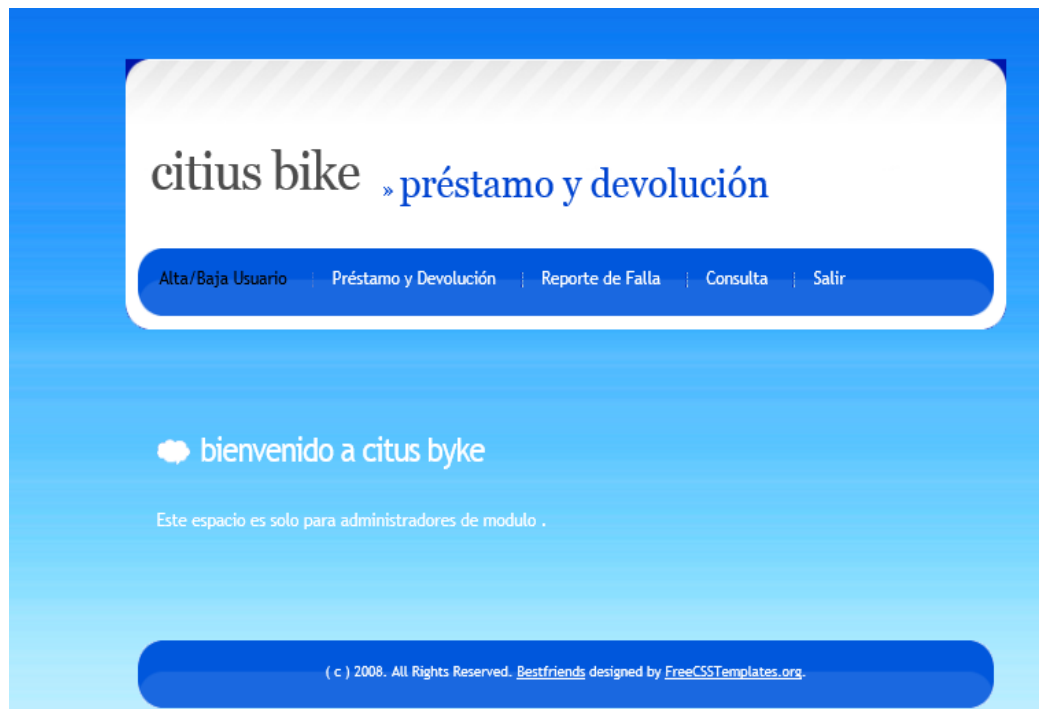 citius bike » préstamo y devolución
Alta/Baja Usuario Préstamo y Devolución Reporte de Falla Consulta Salir
bienvenido a citus byke
Este espacio es solo para administradores de modulo .
( c ) 2008. All Rights Reserved. Bestfriends designed by FreeCSSTemplates.org.